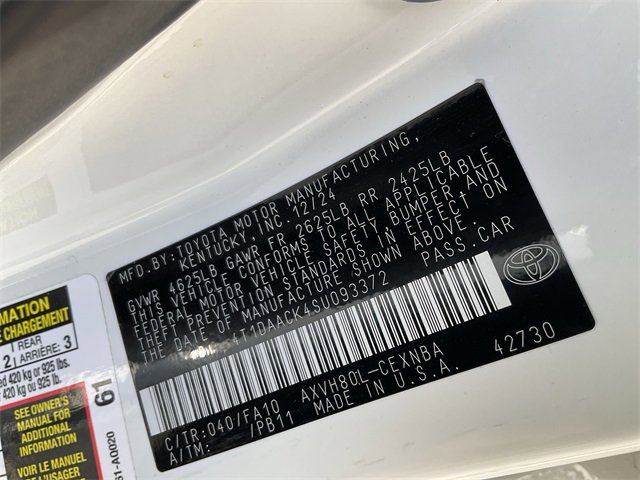 MFD.BY:TOYOTA MOTOR MANUFACTURING,
KENTUCKY, INC.12/24
GVWR 4625LB, GAWR FR 2625LB RR 2425LB
THIS VEHICLE CONFORMS TO ALL APPLICABLE
FEDERAL MOTOR VEHICLE SAFETY BUMPER,AND
THEFT PREVENTION STANDARDS IN EFFECT ON
THE DATE OF MANUFACTURE SHOWN ABOVE.
4T1DAACK4SU093372 PASS.CAR
C/TR:040/FA10 AXVH80L-CEXNBA
A/TM: /PB11 MADE IN U.S.A. 42730
MATION
CHARGEMENT
2 REAR 3
ARRIÈRE:
ed 420 kg or 925 lbs.
420 kg ou 925 lb.
SEE OWNER'S
MANUAL FOR
ADDITIONAL
INFORMATION
VOIR LE MANUEL
L'USAGER
61
61-A0020